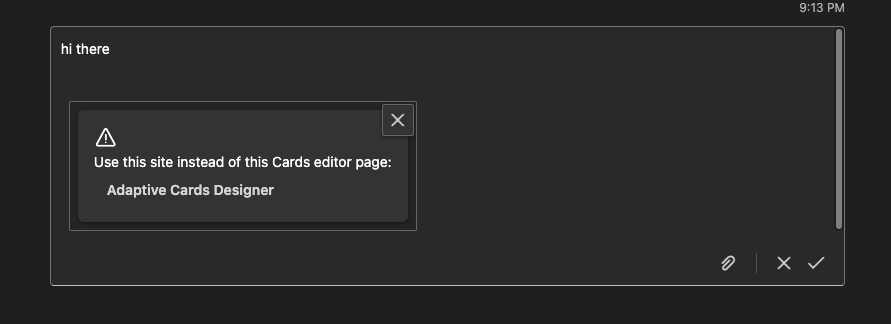 9:13 PM
hi there
Use this site instead of this Cards editor page:
Adaptive Cards Designer